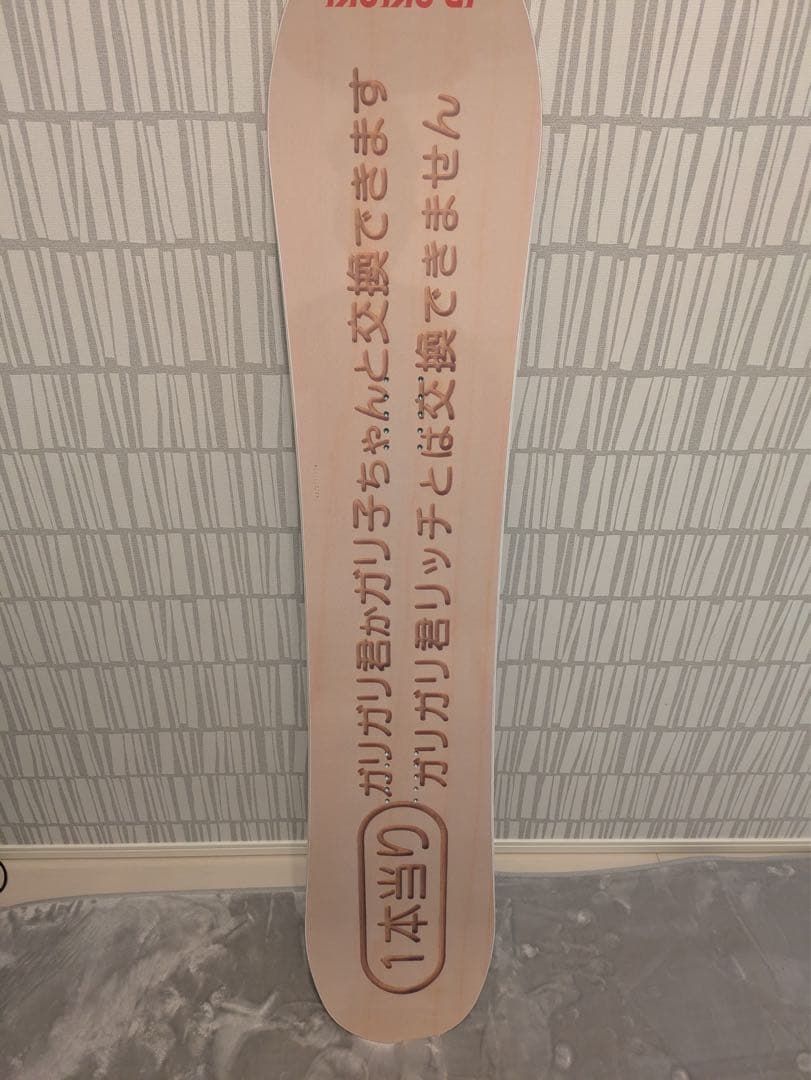 1本当り
ガリガリ君かガリ子ちゃんと交換できます
ガリガリ君リッチとは交換できません